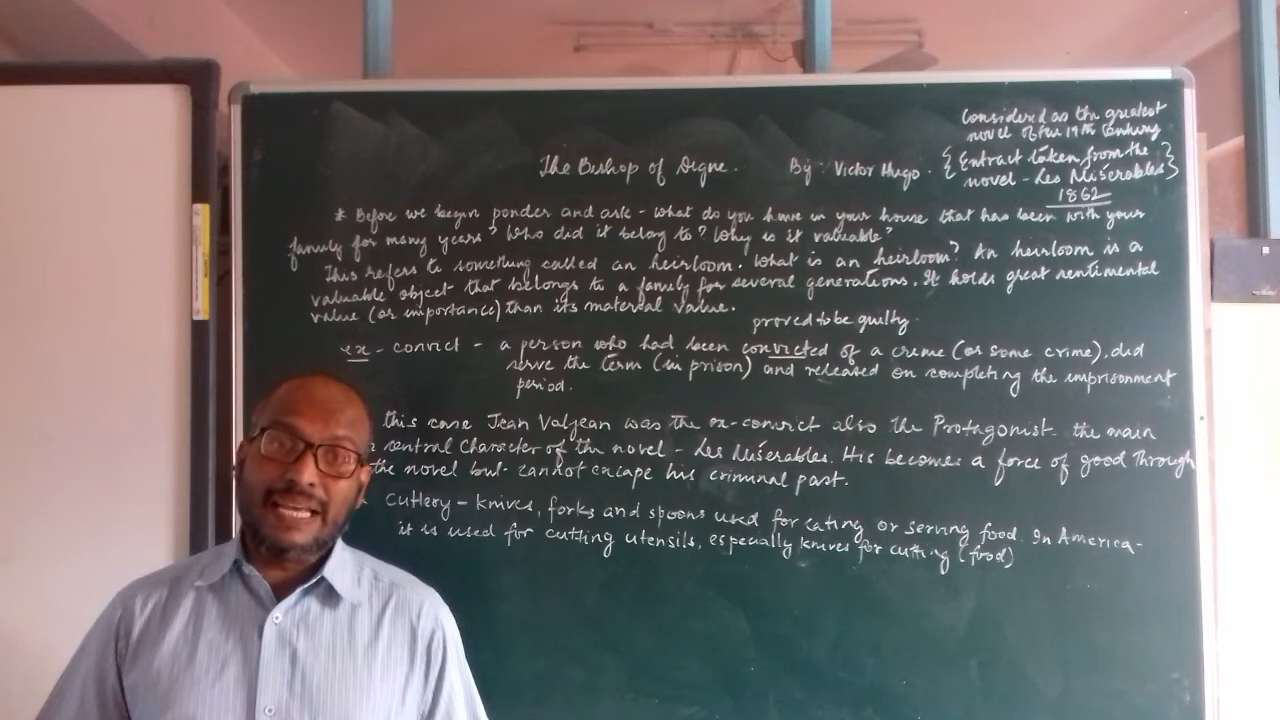 Considered as the greatest
novel of the 19th Century
The Bishop of Digne. By: Victor Hugo. { Extract taken from the
novel - Les Misérables }
1862
* Before we begin ponder and ask - what do you have in your house that has been with your
family for many years? Who did it belong to? Why is it valuable?
This refers to something called an heirloom. What is an heirloom? An heirloom is a
valuable object that belongs to a family for several generations. It holds great sentimental
value (or importance) than its material value.
proved to be guilty.
ex - convict - a person who had been convicted of a crime (or some crime), did
serve the term (in prison) and released on completing the imprisonment
period.
this case Jean Valjean was the ex-convict also the Protagonist - the main
central character of the novel - Les Misérables. His becomes a force of good through
the novel but cannot escape his criminal past.
Cutlery - knives, forks and spoons used for eating or serving food. In America -
it is used for cutting utensils, especially knives for cutting (food)